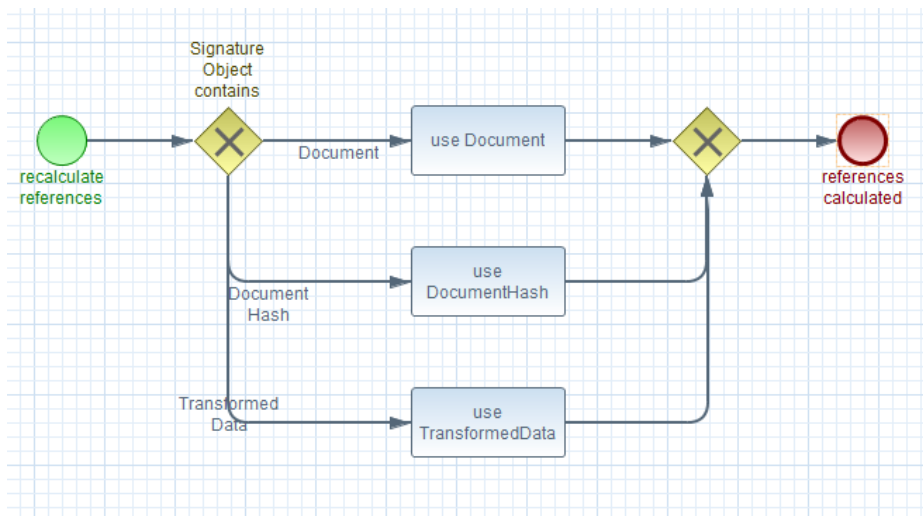 Signature
Object
contains
recalculate
references
Document
use Document
references
calculated
Document
Hash
use
DocumentHash
Transformed
Data
use
TransformedData